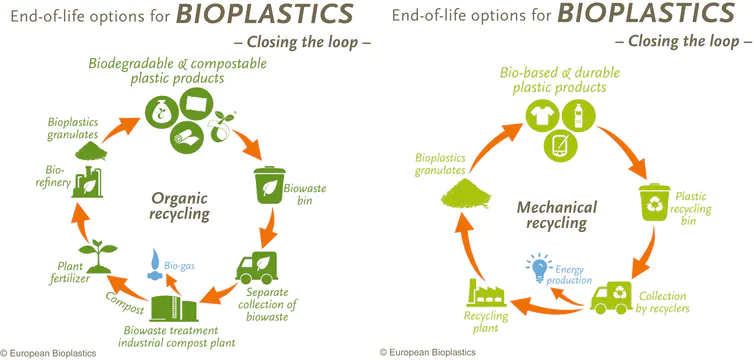 End-of-life options for BIOPLASTICS
– Closing the loop –
Biodegradable & compostable
plastic products
Biowaste
bin
Separate
collection of
biowaste
Bio-gas
Biowaste treatment
industrial compost plant
Compost
Plant
fertilizer
Bio-
refinery
Bioplastics
granulates
Organic
recycling
© European Bioplastics
End-of-life options for BIOPLASTICS
– Closing the loop –
Bio-based & durable
plastic products
Plastic
recycling
bin
Collection
by recyclers
Energy
production
Recycling
plant
Bioplastics
granulates
Mechanical
recycling
© European Bioplastics